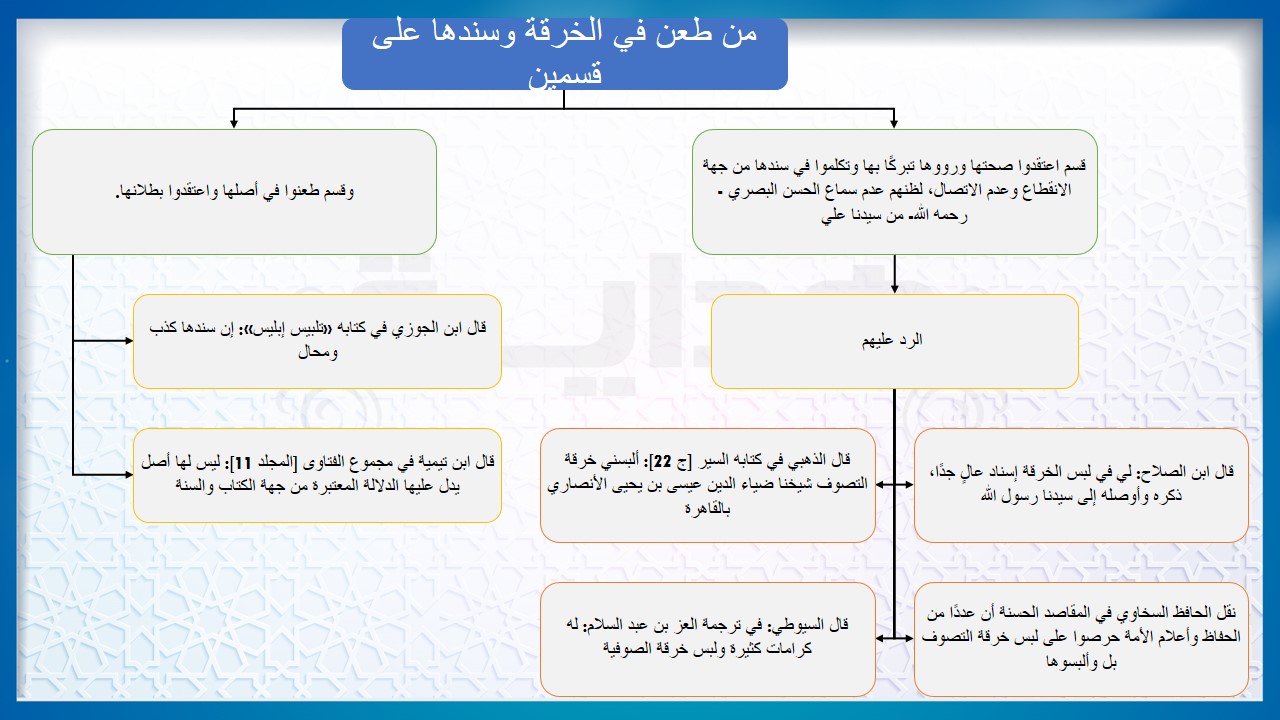 من طعن في الخرقة وسندها على
قسمين
قسم اعتقدوا صحتها ورووها تبركًا بها وتكلموا في سندها من جهة
الانقطاع وعدم الاتصال، لظنهم عدم سماع الحسن البصري -
رحمه الله- من سيدنا علي
وقسم طعنوا في أصلها واعتقدوا بطلانها.
الرد عليهم
قال ابن الجوزي في كتابه «تلبيس إبليس»: إن سندها كذب
ومحال
قال ابن الصلاح: لي في لبس الخرقة إسناد عالٍ جدًا،
ذكره وأوصله إلى سيدنا رسول الله
قال الذهبي في كتابه السير [ج 22]: ألبسني خرقة
التصوف شيخنا ضياء الدين عيسى بن يحيى الأنصاري
بالقاهرة
قال ابن تيمية في مجموع الفتاوى [المجلد 11]: ليس لها أصل
يدل عليها الدلالة المعتبرة من جهة الكتاب والسنة
نقل الحافظ السخاوي في المقاصد الحسنة أن عددًا من
الحفاظ وأعلام الأمة حرصوا على لبس خرقة التصوف
بل وألبسوها
قال السيوطي: في ترجمة العز بن عبد السلام: له
كرامات كثيرة ولبس خرقة الصوفية
هداية